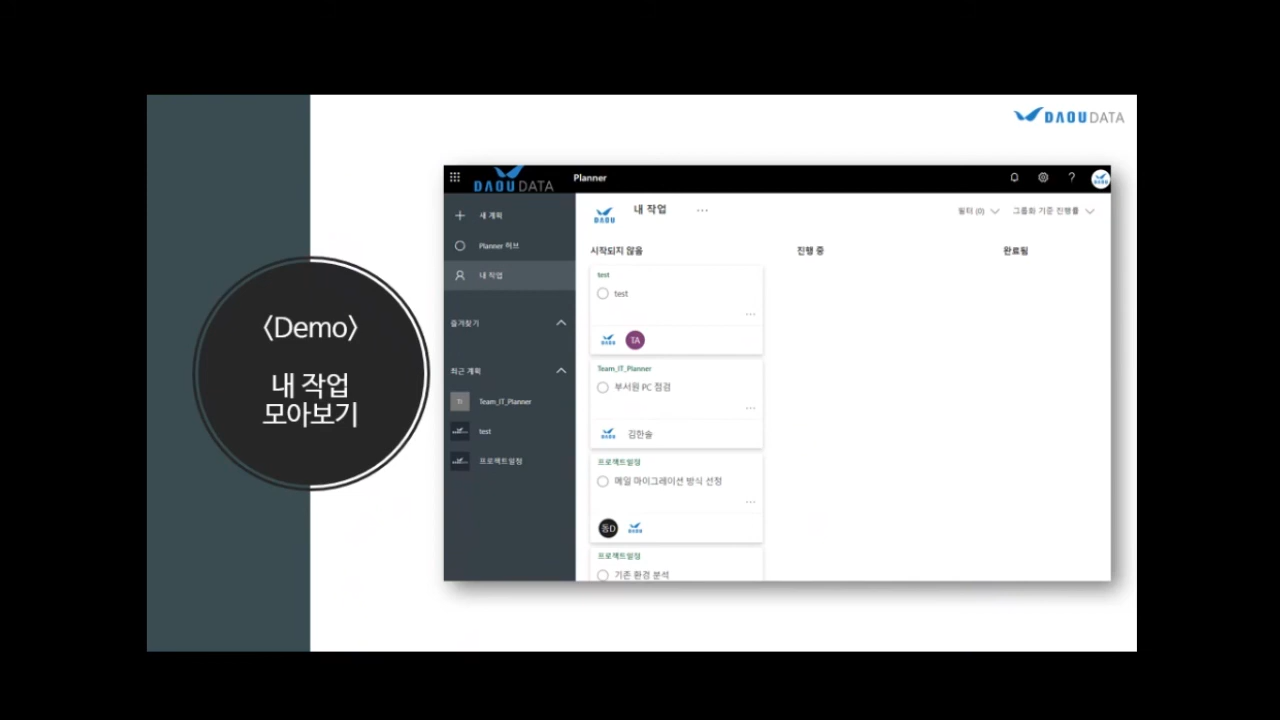 DAOU DATA
〈Demo〉
내 작업
모아보기
DAOU DATA
Planner
?
새 계획
Planner 허브
내 작업
즐겨찾기
최근 계획
TI
Team_IT_Planner
test
프로젝트일정
DAOU
내 작업
...
필터 (0)
그룹화 기준 진행률
시작되지 않음
진행 중
완료됨
test
test
...
TA
Team_IT_Planner
부서원 PC 점검
...
김한솔
프로젝트일정
메일 마이그레이션 방식 선정
...
동D
프로젝트일정
기존 환경 분석